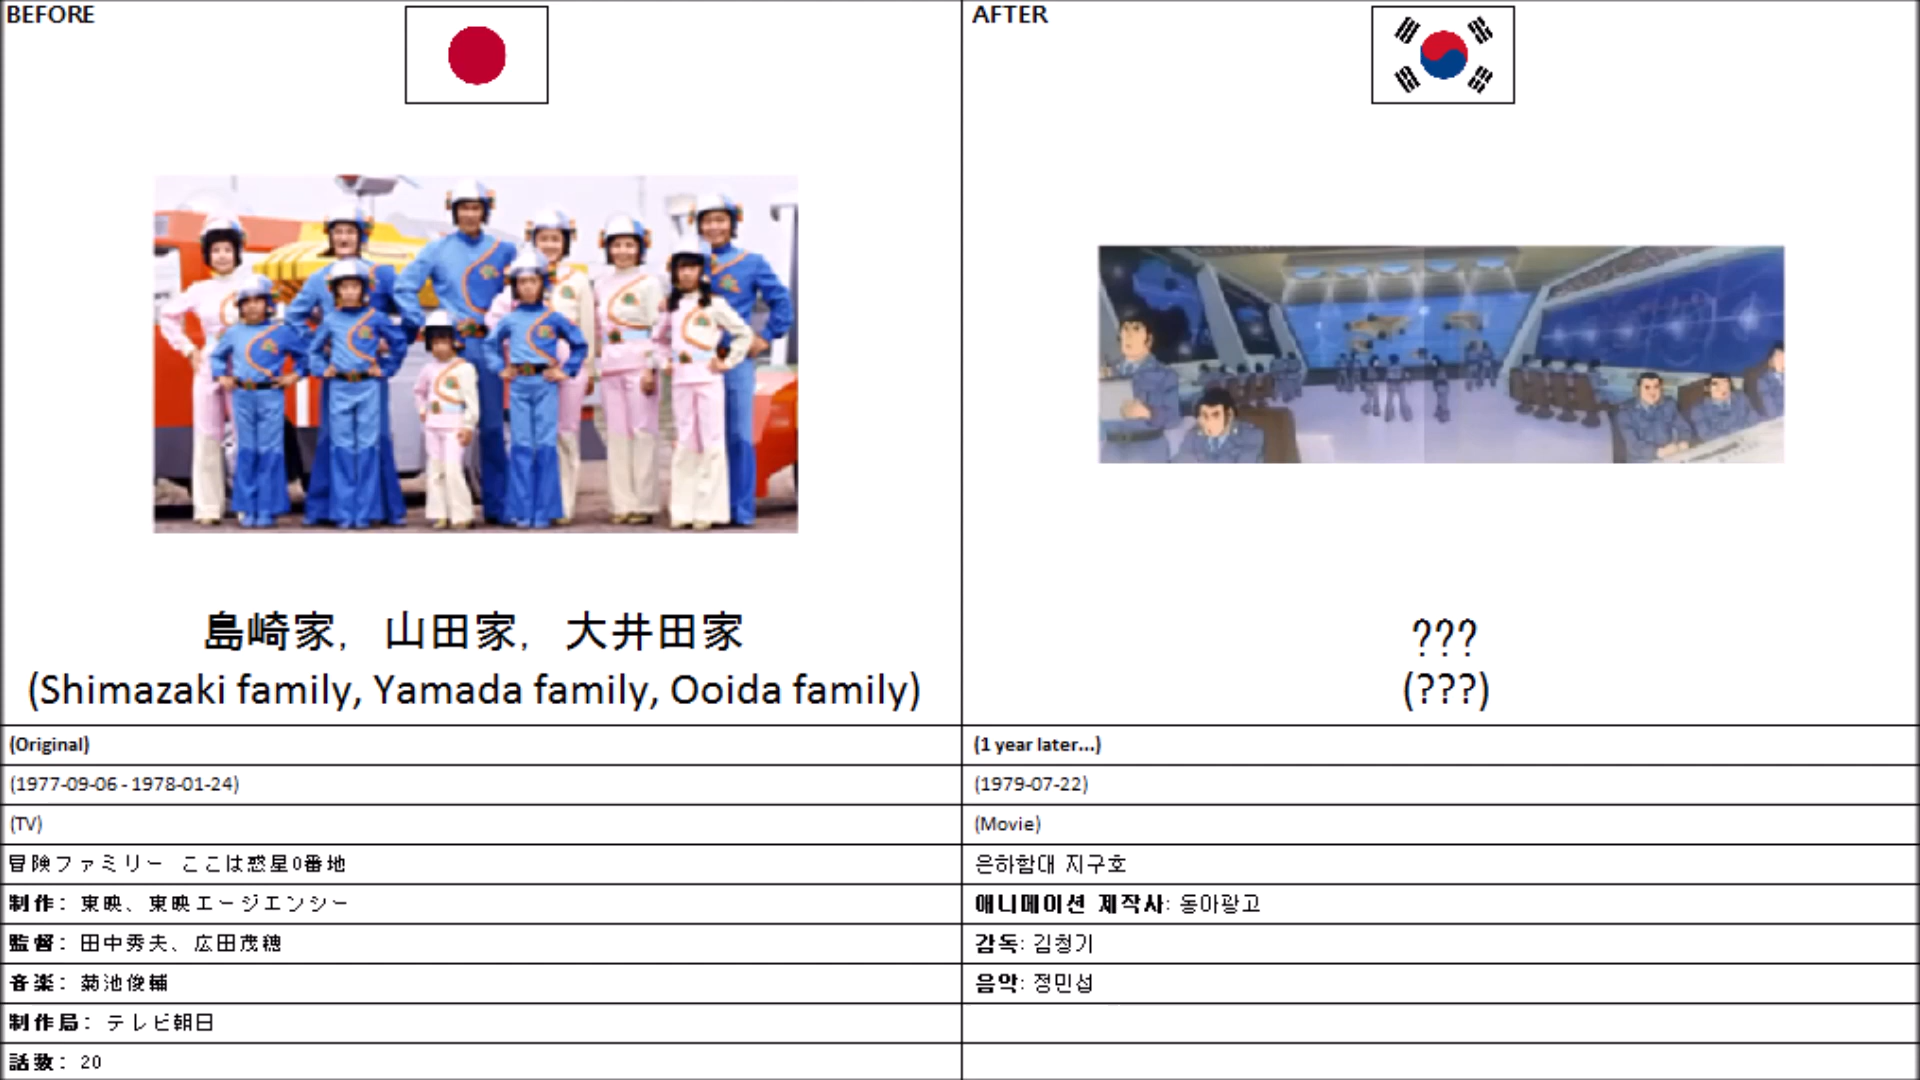 BEFORE
島崎家, 山田家, 大井田家
(Shimazaki family, Yamada family, Ooida family)
(Original)
(1977-09-06 - 1978-01-24)
(TV)
冒険ファミリー ここは惑星0番地
制作: 東映、東映エージエンシー
監督: 田中秀夫、広田茂穂
音楽: 菊池俊輔
制作局: テレビ朝日
話数: 20
AFTER
???
(???)
(1 year later...)
(1979-07-22)
(Movie)
은하함대 지구호
애니메이션 제작사: 동아광고
감독: 김청기
음악: 정민섭